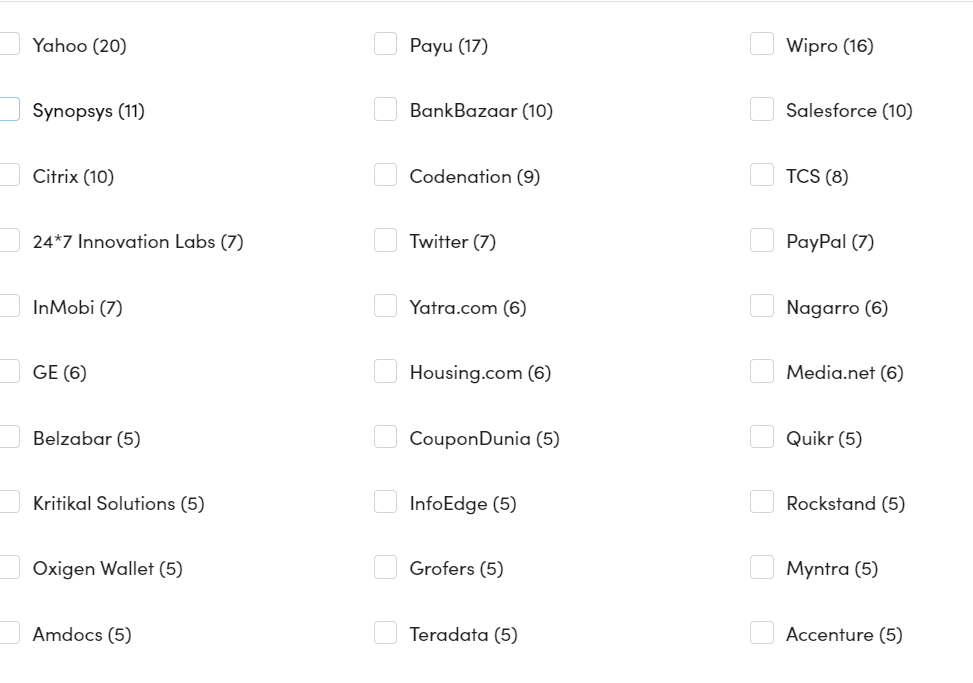 Yahoo (20) Payu (17) Wipro (16)
Synopsys (11) BankBazaar (10) Salesforce (10)
Citrix (10) Codenation (9) TCS (8)
24*7 Innovation Labs (7) Twitter (7) PayPal (7)
InMobi (7) Yatra.com (6) Nagarro (6)
GE (6) Housing.com (6) Media.net (6)
Belzabar (5) CouponDunia (5) Quikr (5)
Kritikal Solutions (5) InfoEdge (5) Rockstand (5)
Oxigen Wallet (5) Grofers (5) Myntra (5)
Amdocs (5) Teradata (5) Accenture (5)